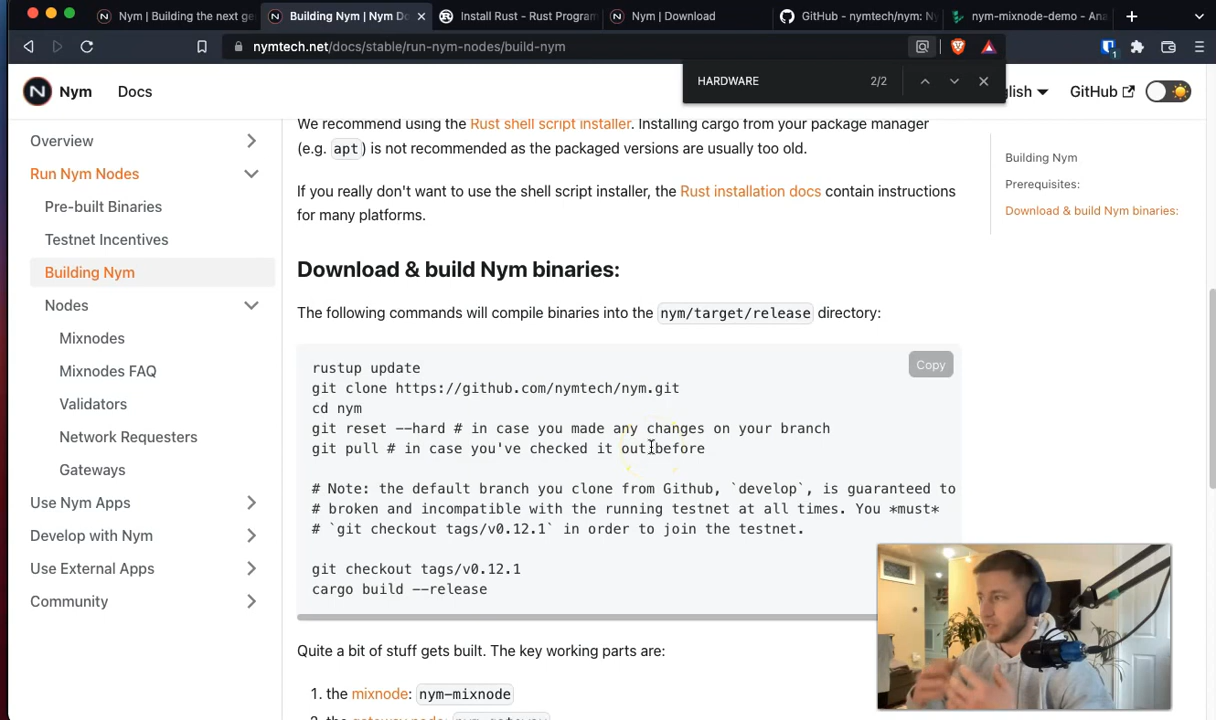 Nym | Building the next ge
Building Nym | Nym Do
Install Rust - Rust Program
Nym | Download
GitHub - nymtech/nym: Ny
nym-mixnode-demo - Ana
nymtech.net/docs/stable/run-nym-nodes/build-nym
HARDWARE 2/2
Nym Docs
glish
GitHub
Overview
Run Nym Nodes
Pre-built Binaries
Testnet Incentives
Building Nym
Nodes
Mixnodes
Mixnodes FAQ
Validators
Network Requesters
Gateways
Use Nym Apps
Develop with Nym
Use External Apps
Community
We recommend using the Rust shell script installer. Installing cargo from your package manager
(e.g. apt) is not recommended as the packaged versions are usually too old.
If you really don't want to use the shell script installer, the Rust installation docs contain instructions
for many platforms.
Download & build Nym binaries:
The following commands will compile binaries into the nym/target/release directory:
Copy
rustup update
git clone https://github.com/nymtech/nym.git
cd nym
git reset --hard # in case you made any changes on your branch
git pull # in case you've checked it out before
# Note: the default branch you clone from Github, `develop`, is guaranteed to
# broken and incompatible with the running testnet at all times. You *must*
# `git checkout tags/v0.12.1` in order to join the testnet.
git checkout tags/v0.12.1
cargo build --release
Quite a bit of stuff gets built. The key working parts are:
1. the mixnode: nym-mixnode
2. the gateway node: nym-gateway
Building Nym
Prerequisites:
Download & build Nym binaries: